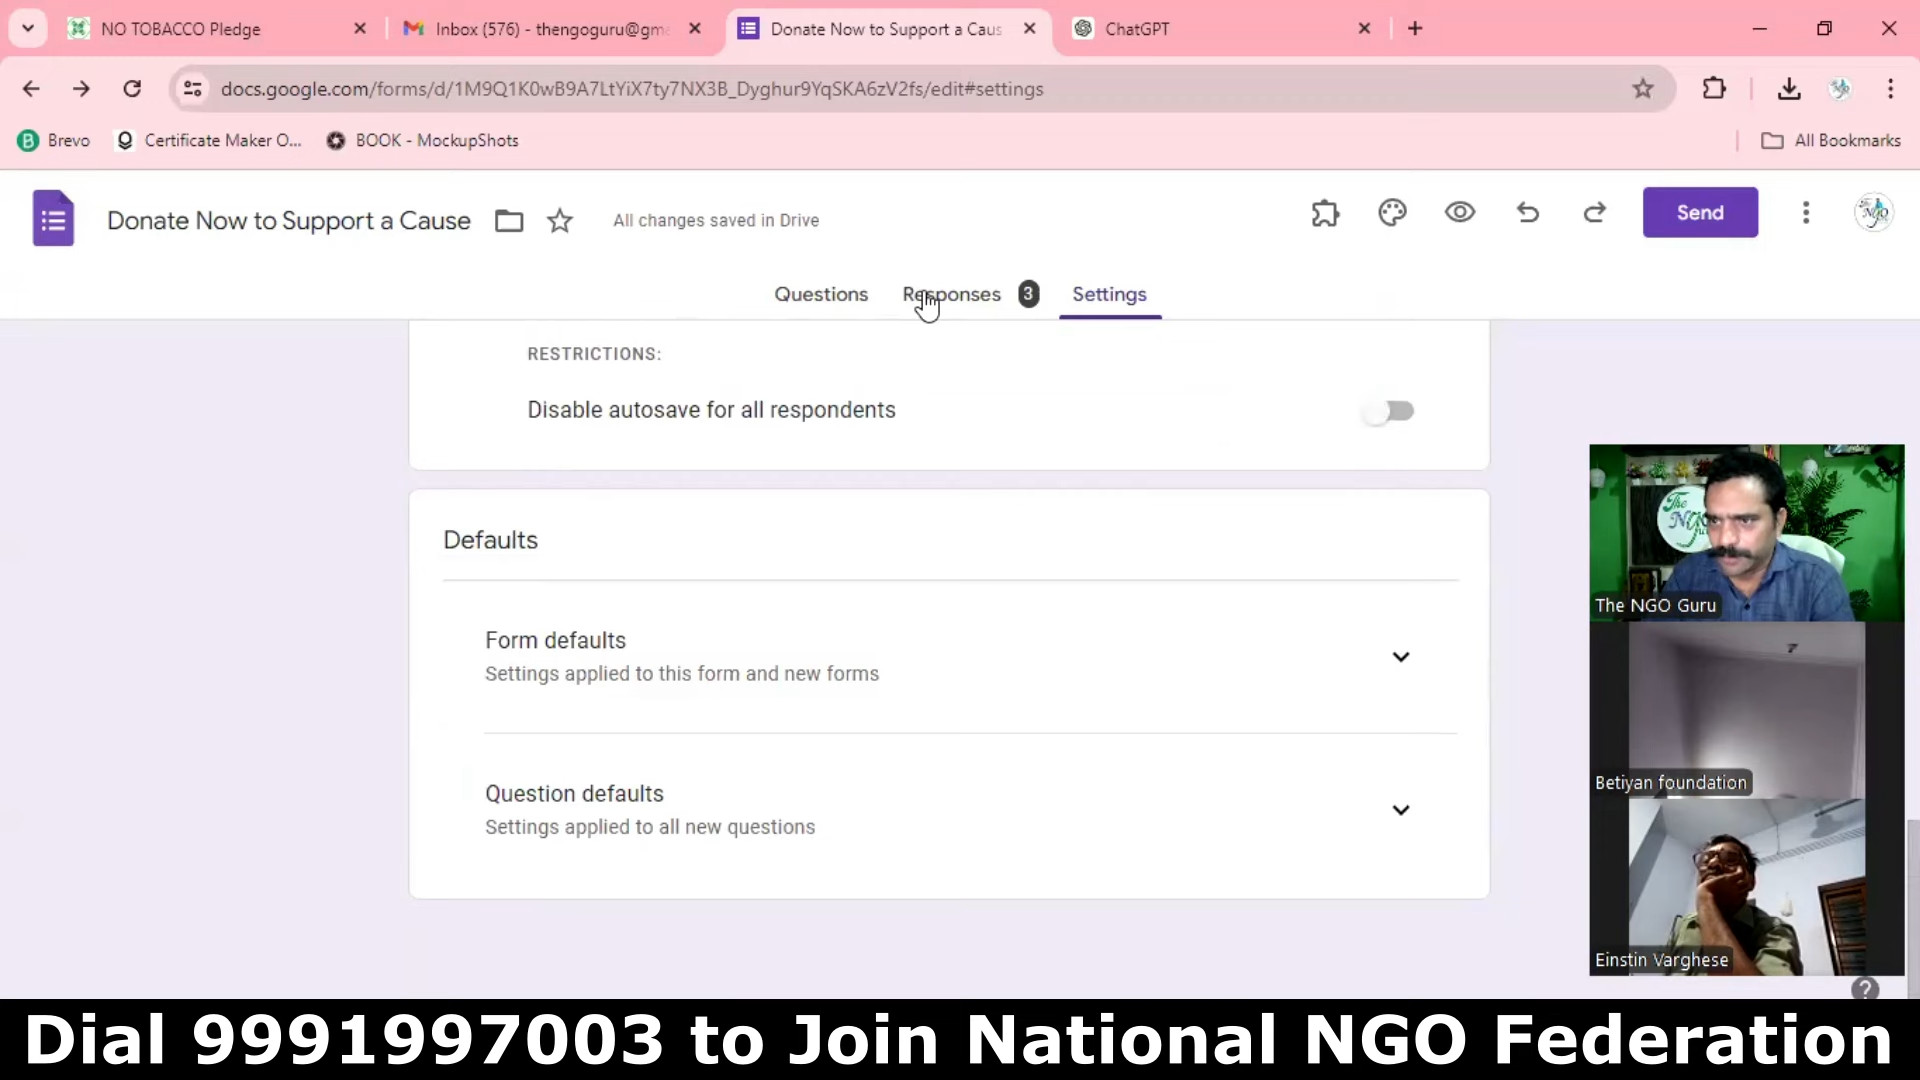 NO TOBACCO Pledge
Inbox (576) - thengoguru@gm
Donate Now to Support a Caus
ChatGPT
docs.google.com/forms/d/1M9Q1K0wB9A7LtYiX7ty7NX3B_Dyghur9YqSKA6zV2fs/edit#settings
Brevo
Certificate Maker O...
BOOK - MockupShots
All Bookmarks
Donate Now to Support a Cause
All changes saved in Drive
Send
Questions
Responses 3
Settings
RESTRICTIONS:
Disable autosave for all respondents
Defaults
Form defaults
Settings applied to this form and new forms
Question defaults
Settings applied to all new questions
The NGO Guru
Betiyan foundation
Einstin Varghese
Dial 9991997003 to Join National NGO Federation